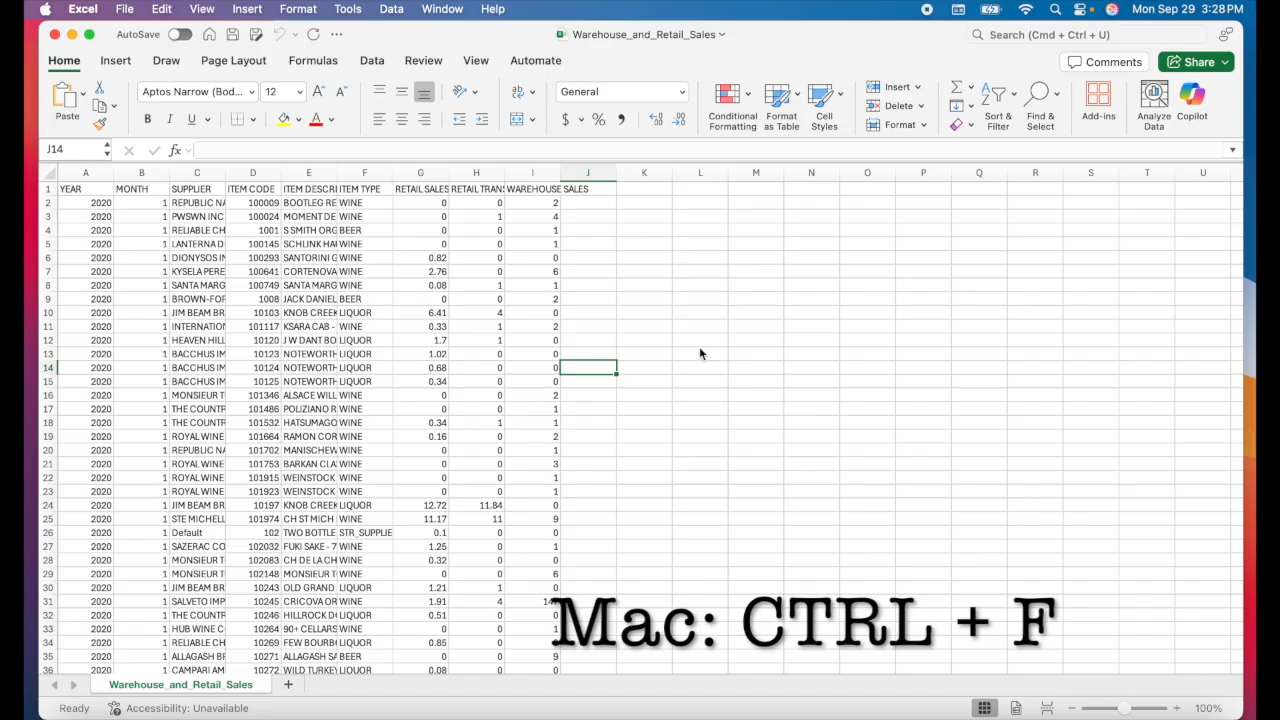 Excel File Edit View Insert Format Tools Data Window Help Mon Sep 29 3:28 PM
AutoSave Warehouse_and_Retail_Sales Search (Cmd + Ctrl + U)
Home Insert Draw Page Layout Formulas Data Review View Automate Comments Share
Paste Aptos Narrow (Bod... 12 A A B I U A General $ % Conditional Formatting Format as Table Cell Styles Insert Delete Format Sort & Filter Find & Select Add-ins Analyze Data Copilot
J14 fx
A B C D E F G H I J K L M N O P Q R S T U
1 YEAR MONTH SUPPLIER ITEM CODE ITEM DESCRI ITEM TYPE RETAIL SALES RETAIL TRANS WAREHOUSE SALES
2 2020 1 REPUBLIC NA 100009 BOOTLEG RE WINE 0 0 2
3 2020 1 PWSWN INC 100024 MOMENT DE WINE 0 1 4
4 2020 1 RELIABLE CH 1001 S SMITH ORG BEER 0 0 1
5 2020 1 LANTERNA D 100145 SCHLINK HAU WINE 0 0 1
6 2020 1 DIONYSOS IN 100293 SANTORINI G WINE 0.82 0 0
7 2020 1 KYSELA PERE 100641 CORTENOVA WINE 2.76 0 6
8 2020 1 SANTA MARG 100749 SANTA MARG WINE 0.08 1 1
9 2020 1 BROWN-FOR 1008 JACK DANIEL BEER 0 0 2
10 2020 1 JIM BEAM BR 10103 KNOB CREEK LIQUOR 6.41 4 0
11 2020 1 INTERNATION 101117 KSARA CAB - WINE 0.33 1 2
12 2020 1 HEAVEN HILL 10120 J W DANT BO LIQUOR 1.7 1 0
13 2020 1 BACCHUS IM 10123 NOTEWORTH LIQUOR 1.02 0 0
14 2020 1 BACCHUS IM 10124 NOTEWORTH LIQUOR 0.68 0 0
15 2020 1 BACCHUS IM 10125 NOTEWORTH LIQUOR 0.34 0 0
16 2020 1 MONSIEUR T 101346 ALSACE WILL WINE 0 0 2
17 2020 1 THE COUNTR 101486 POLIZIANO R WINE 0 0 1
18 2020 1 THE COUNTR 101532 HATSUMAGO WINE 0.34 1 1
19 2020 1 ROYAL WINE 101664 RAMON COR WINE 0.16 0 2
20 2020 1 REPUBLIC NA 101702 MANISCHEW WINE 0 0 1
21 2020 1 ROYAL WINE 101753 BARKAN CLA WINE 0 0 3
22 2020 1 ROYAL WINE 101915 WEINSTOCK WINE 0 0 1
23 2020 1 ROYAL WINE 101923 WEINSTOCK WINE 0 0 1
24 2020 1 JIM BEAM BR 10197 KNOB CREEK LIQUOR 12.72 11.84 0
25 2020 1 STE MICHELL 101974 CH ST MICH WINE 11.17 11 9
26 2020 1 Default 102 TWO BOTTLE STR_SUPPLIE 0.1 0 0
27 2020 1 SAZERAC CO 102032 FUKI SAKE - 7 WINE 1.25 0 1
28 2020 1 MONSIEUR T 102083 CH DE LA CH WINE 0.32 0 0
29 2020 1 MONSIEUR T 102148 MONSIEUR T WINE 0 0 6
30 2020 1 JIM BEAM BR 10243 OLD GRAND LIQUOR 1.21 1 0
31 2020 1 SALVETO IMP 10245 CRICOVA OR WINE 1.91 4
32 2020 1 THE COUNTR 10246 HILLROCK DO LIQUOR 0.51 0 0
33 2020 1 HUB WINE C 10264 90+ CELLARS WINE 0 0 1
34 2020 1 RELIABLE CH 10269 FEW BOURB LIQUOR 0.85 0 0
35 2020 1 ALLAGASH BR 10271 ALLAGASH SA BEER 0 0 9
36 2020 1 CAMPARI AM 10272 WILD TURKEY LIQUOR 0.08 0 0
Mac: CTRL + F
Warehouse_and_Retail_Sales +
Ready Accessibility: Unavailable 100%